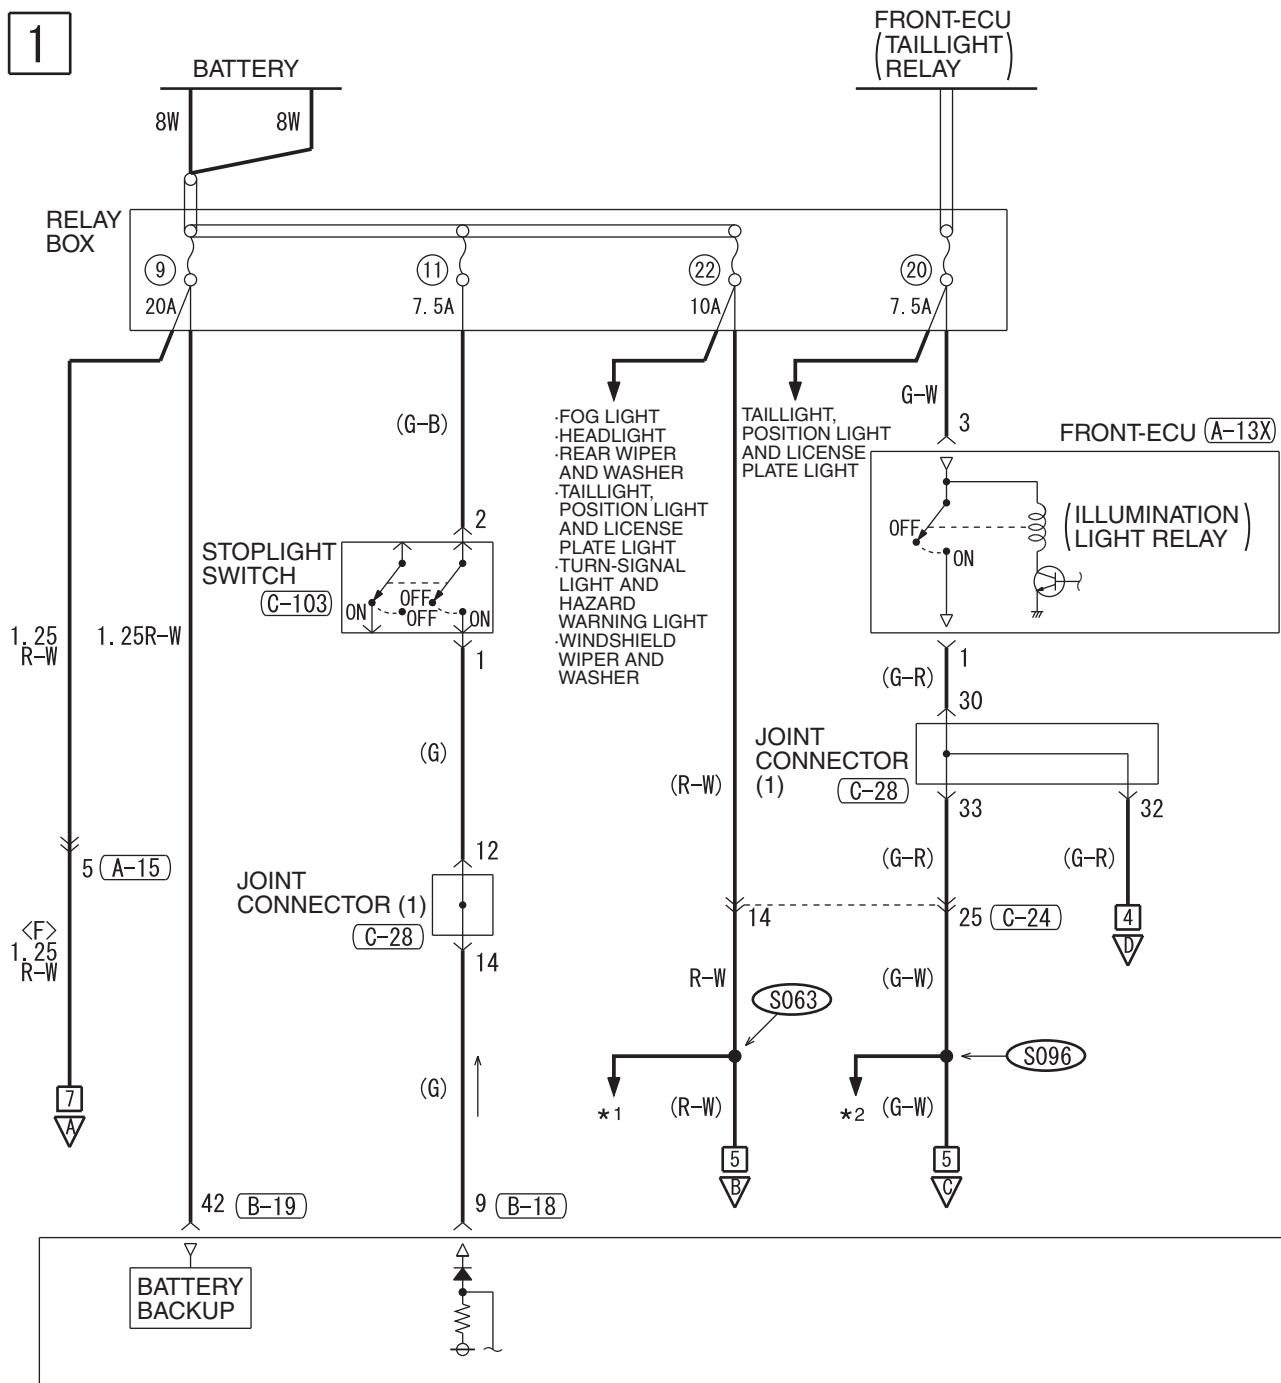 1
BATTERY
FRONT-ECU
(TAILLIGHT
RELAY)
8W
8W
RELAY
BOX
9
11
22
20
20A
7.5A
10A
7.5A
(G-B)
·FOG LIGHT
·HEADLIGHT
·REAR WIPER
AND WASHER
·TAILLIGHT,
POSITION LIGHT
AND LICENSE
PLATE LIGHT
·TURN-SIGNAL
LIGHT AND
HAZARD
WARNING LIGHT
·WINDSHIELD
WIPER AND
WASHER
TAILLIGHT,
POSITION LIGHT
AND LICENSE
PLATE LIGHT
G-W
3
FRONT-ECU A-13X
OFF
ON
(ILLUMINATION
LIGHT RELAY)
2
STOPLIGHT
SWITCH
C-103
ON
OFF
OFF
ON
1
1
1.25
R-W
1.25R-W
(G-R)
30
(G)
(R-W)
JOINT
CONNECTOR
(1)
C-28
33
32
5 A-15
12
(G-R)
(G-R)
JOINT
CONNECTOR (1)
C-28
14
14
25 C-24
4
D
<F>
1.25
R-W
R-W
S063
(G-W)
S096
(G)
*1
(R-W)
*2
(G-W)
7
A
5
B
5
C
42 B-19
9 B-18
BATTERY
BACKUP